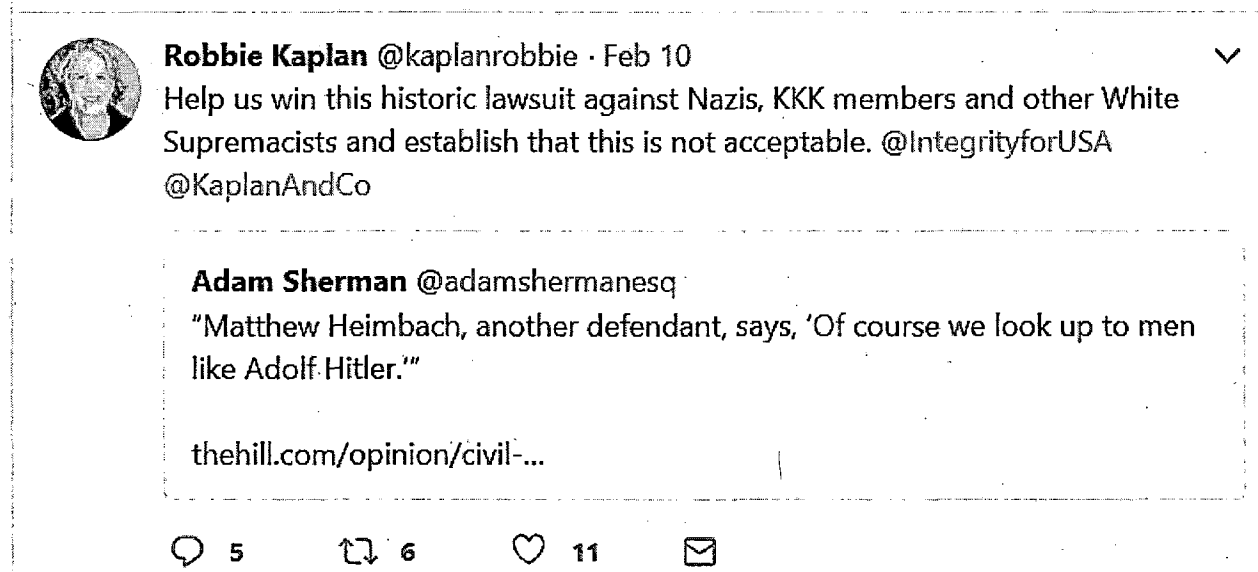 Robbie Kaplan @kaplanrobbie · Feb 10
Help us win this historic lawsuit against Nazis, KKK members and other White
Supremacists and establish that this is not acceptable. @IntegrityforUSA
@KaplanAndCo
Adam Sherman @adamshermanesq
"Matthew Heimbach, another defendant, says, 'Of course we look up to men
like Adolf Hitler.'"
thehill.com/opinion/civil-...
5 6 11